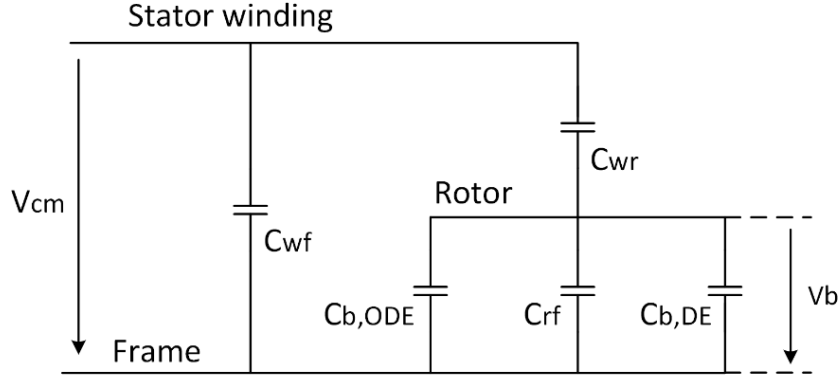 Stator winding
Cwr
Vcm
Rotor
Cwf
Vb
Cb,ODE
Crf
Cb,DE
Frame